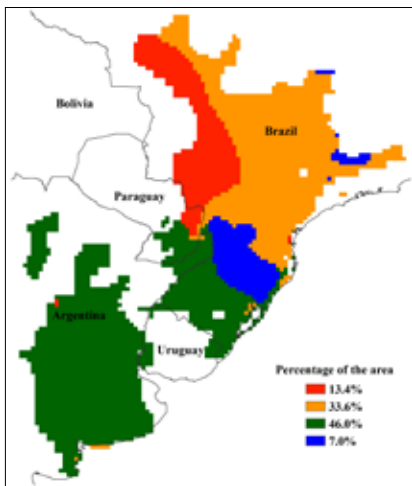 Bolivia
Brazil
Paraguay
Argentina
Uruguay
Percentage of the area
13.4%
33.6%
46.0%
7.0%